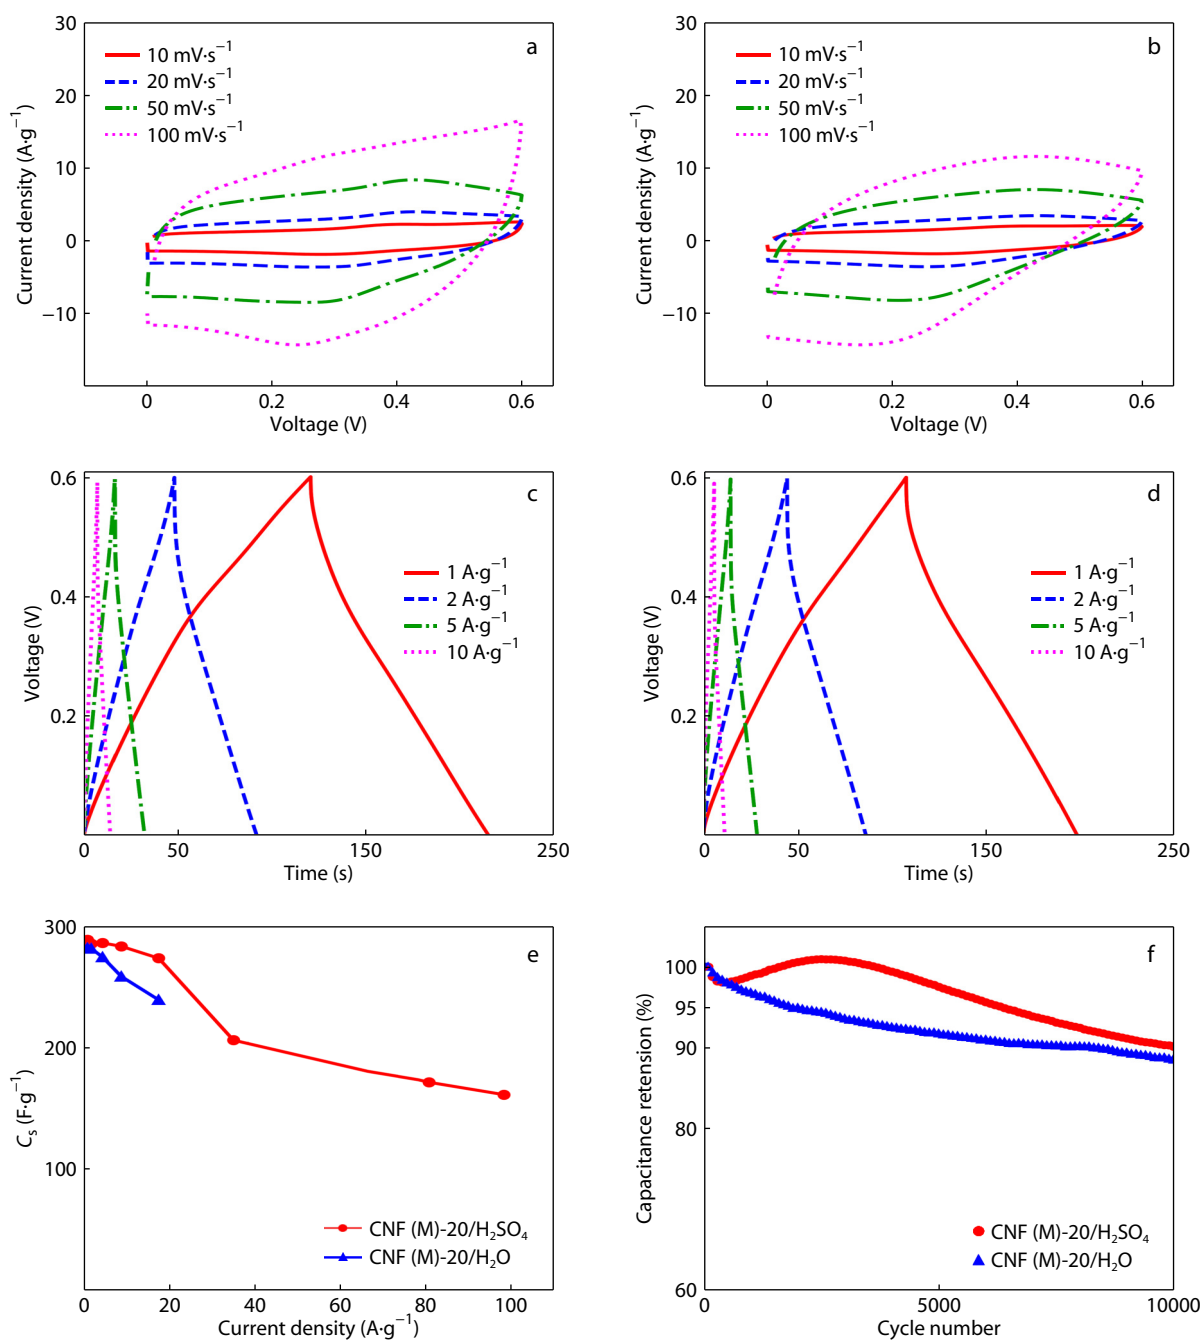 30
20
10
0
−10
Current density (A·g⁻¹)
a
10 mV·s⁻¹
20 mV·s⁻¹
50 mV·s⁻¹
100 mV·s⁻¹
0
0.2
0.4
0.6
Voltage (V)
30
20
10
0
−10
Current density (A·g⁻¹)
b
10 mV·s⁻¹
20 mV·s⁻¹
50 mV·s⁻¹
100 mV·s⁻¹
0
0.2
0.4
0.6
Voltage (V)
0.6
0.4
0.2
Voltage (V)
c
1 A·g⁻¹
2 A·g⁻¹
5 A·g⁻¹
10 A·g⁻¹
0
50
150
250
Time (s)
0.6
0.4
0.2
Voltage (V)
d
1 A·g⁻¹
2 A·g⁻¹
5 A·g⁻¹
10 A·g⁻¹
0
50
150
250
Time (s)
300
200
100
Cₛ (F·g⁻¹)
e
CNF (M)-20/H₂SO₄
CNF (M)-20/H₂O
0
20
40
60
80
100
Current density (A·g⁻¹)
100
95
90
80
60
Capacitance retension (%)
f
CNF (M)-20/H₂SO₄
CNF (M)-20/H₂O
0
5000
10000
Cycle number